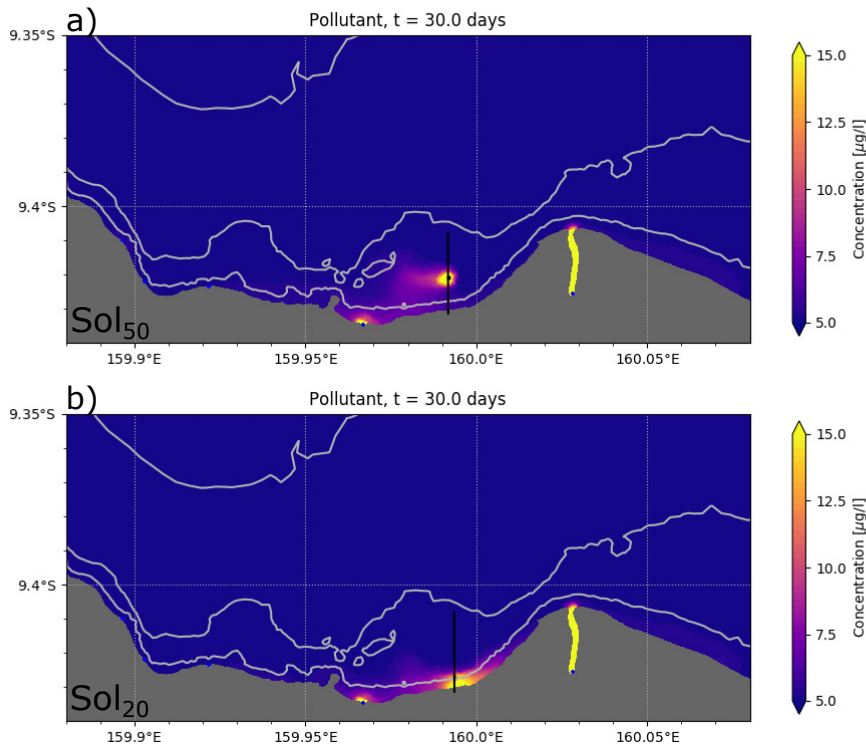 a)
Pollutant, t = 30.0 days
9.35°S
9.4°S
Sol50
159.9°E
159.95°E
160.0°E
160.05°E
15.0
12.5
10.0
7.5
5.0
Concentration [µg/l]
b)
Pollutant, t = 30.0 days
9.35°S
9.4°S
Sol20
159.9°E
159.95°E
160.0°E
160.05°E
15.0
12.5
10.0
7.5
5.0
Concentration [µg/l]